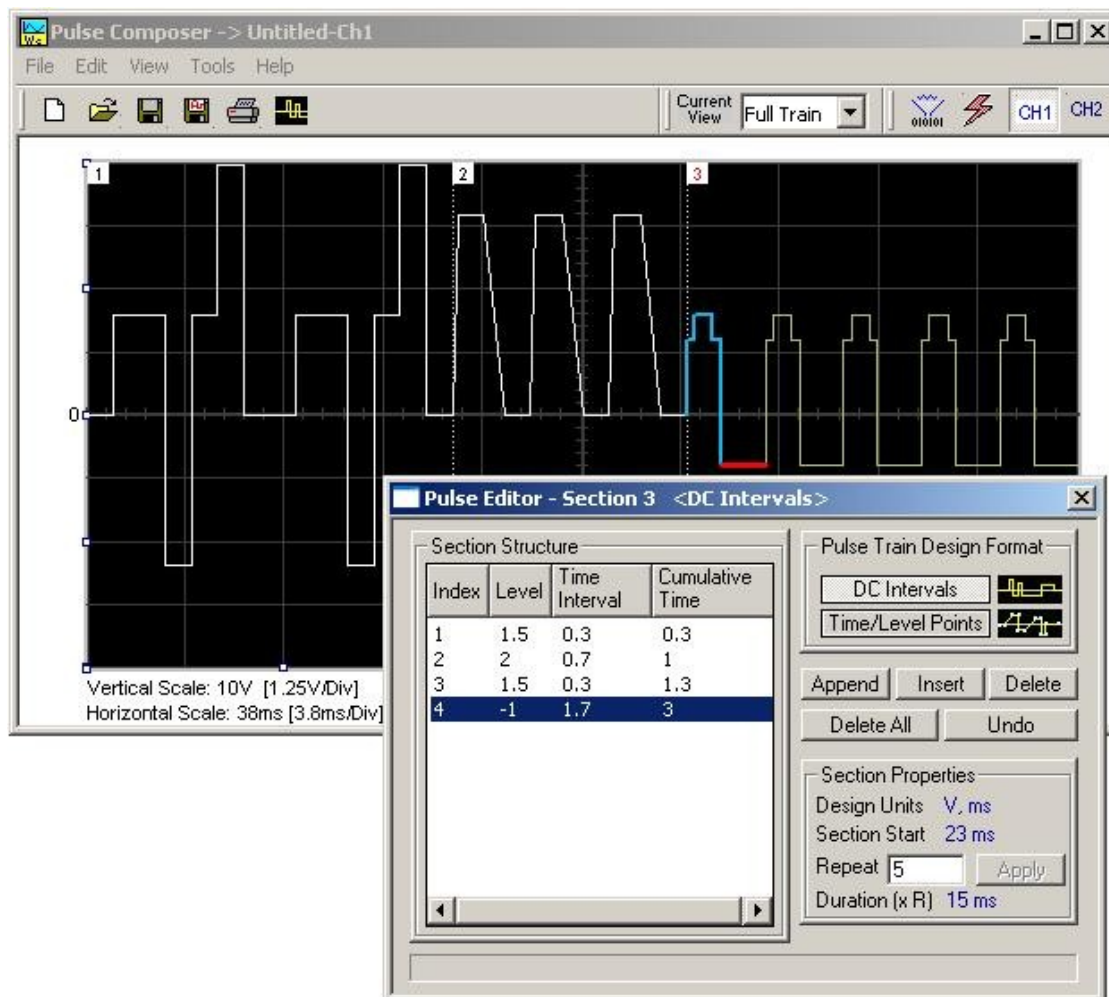 Pulse Composer -> Untitled-Ch1
File Edit View Tools Help
Current View Full Train
010101
CH1 CH2
1 2 3
0
Vertical Scale: 10V [1.25V/Div]
Horizontal Scale: 38ms [3.8ms/Div]
Pulse Editor - Section 3 <DC Intervals>
Section Structure
Index Level Time Interval Cumulative Time
1 1.5 0.3 0.3
2 2 0.7 1
3 1.5 0.3 1.3
4 -1 1.7 3
Pulse Train Design Format
DC Intervals
Time/Level Points
Append Insert Delete
Delete All Undo
Section Properties
Design Units V, ms
Section Start 23 ms
Repeat 5 Apply
Duration (x R) 15 ms